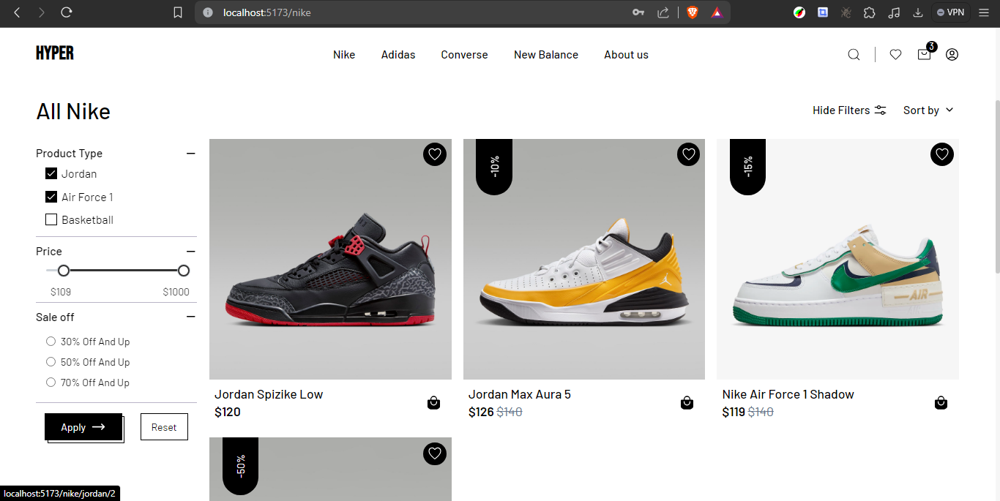 localhost:5173/nike
VPN
HYPER
Nike
Adidas
Converse
New Balance
About us
3
All Nike
Hide Filters
Sort by
Product Type
Jordan
Air Force 1
Basketball
Price
$109
$1000
Sale off
30% Off And Up
50% Off And Up
70% Off And Up
Apply
Reset
-10%
-15%
AIR
Jordan Spizike Low
$120
Jordan Max Aura 5
$126 $140
Nike Air Force 1 Shadow
$119 $140
-50%
localhost:5173/nike/jordan/2